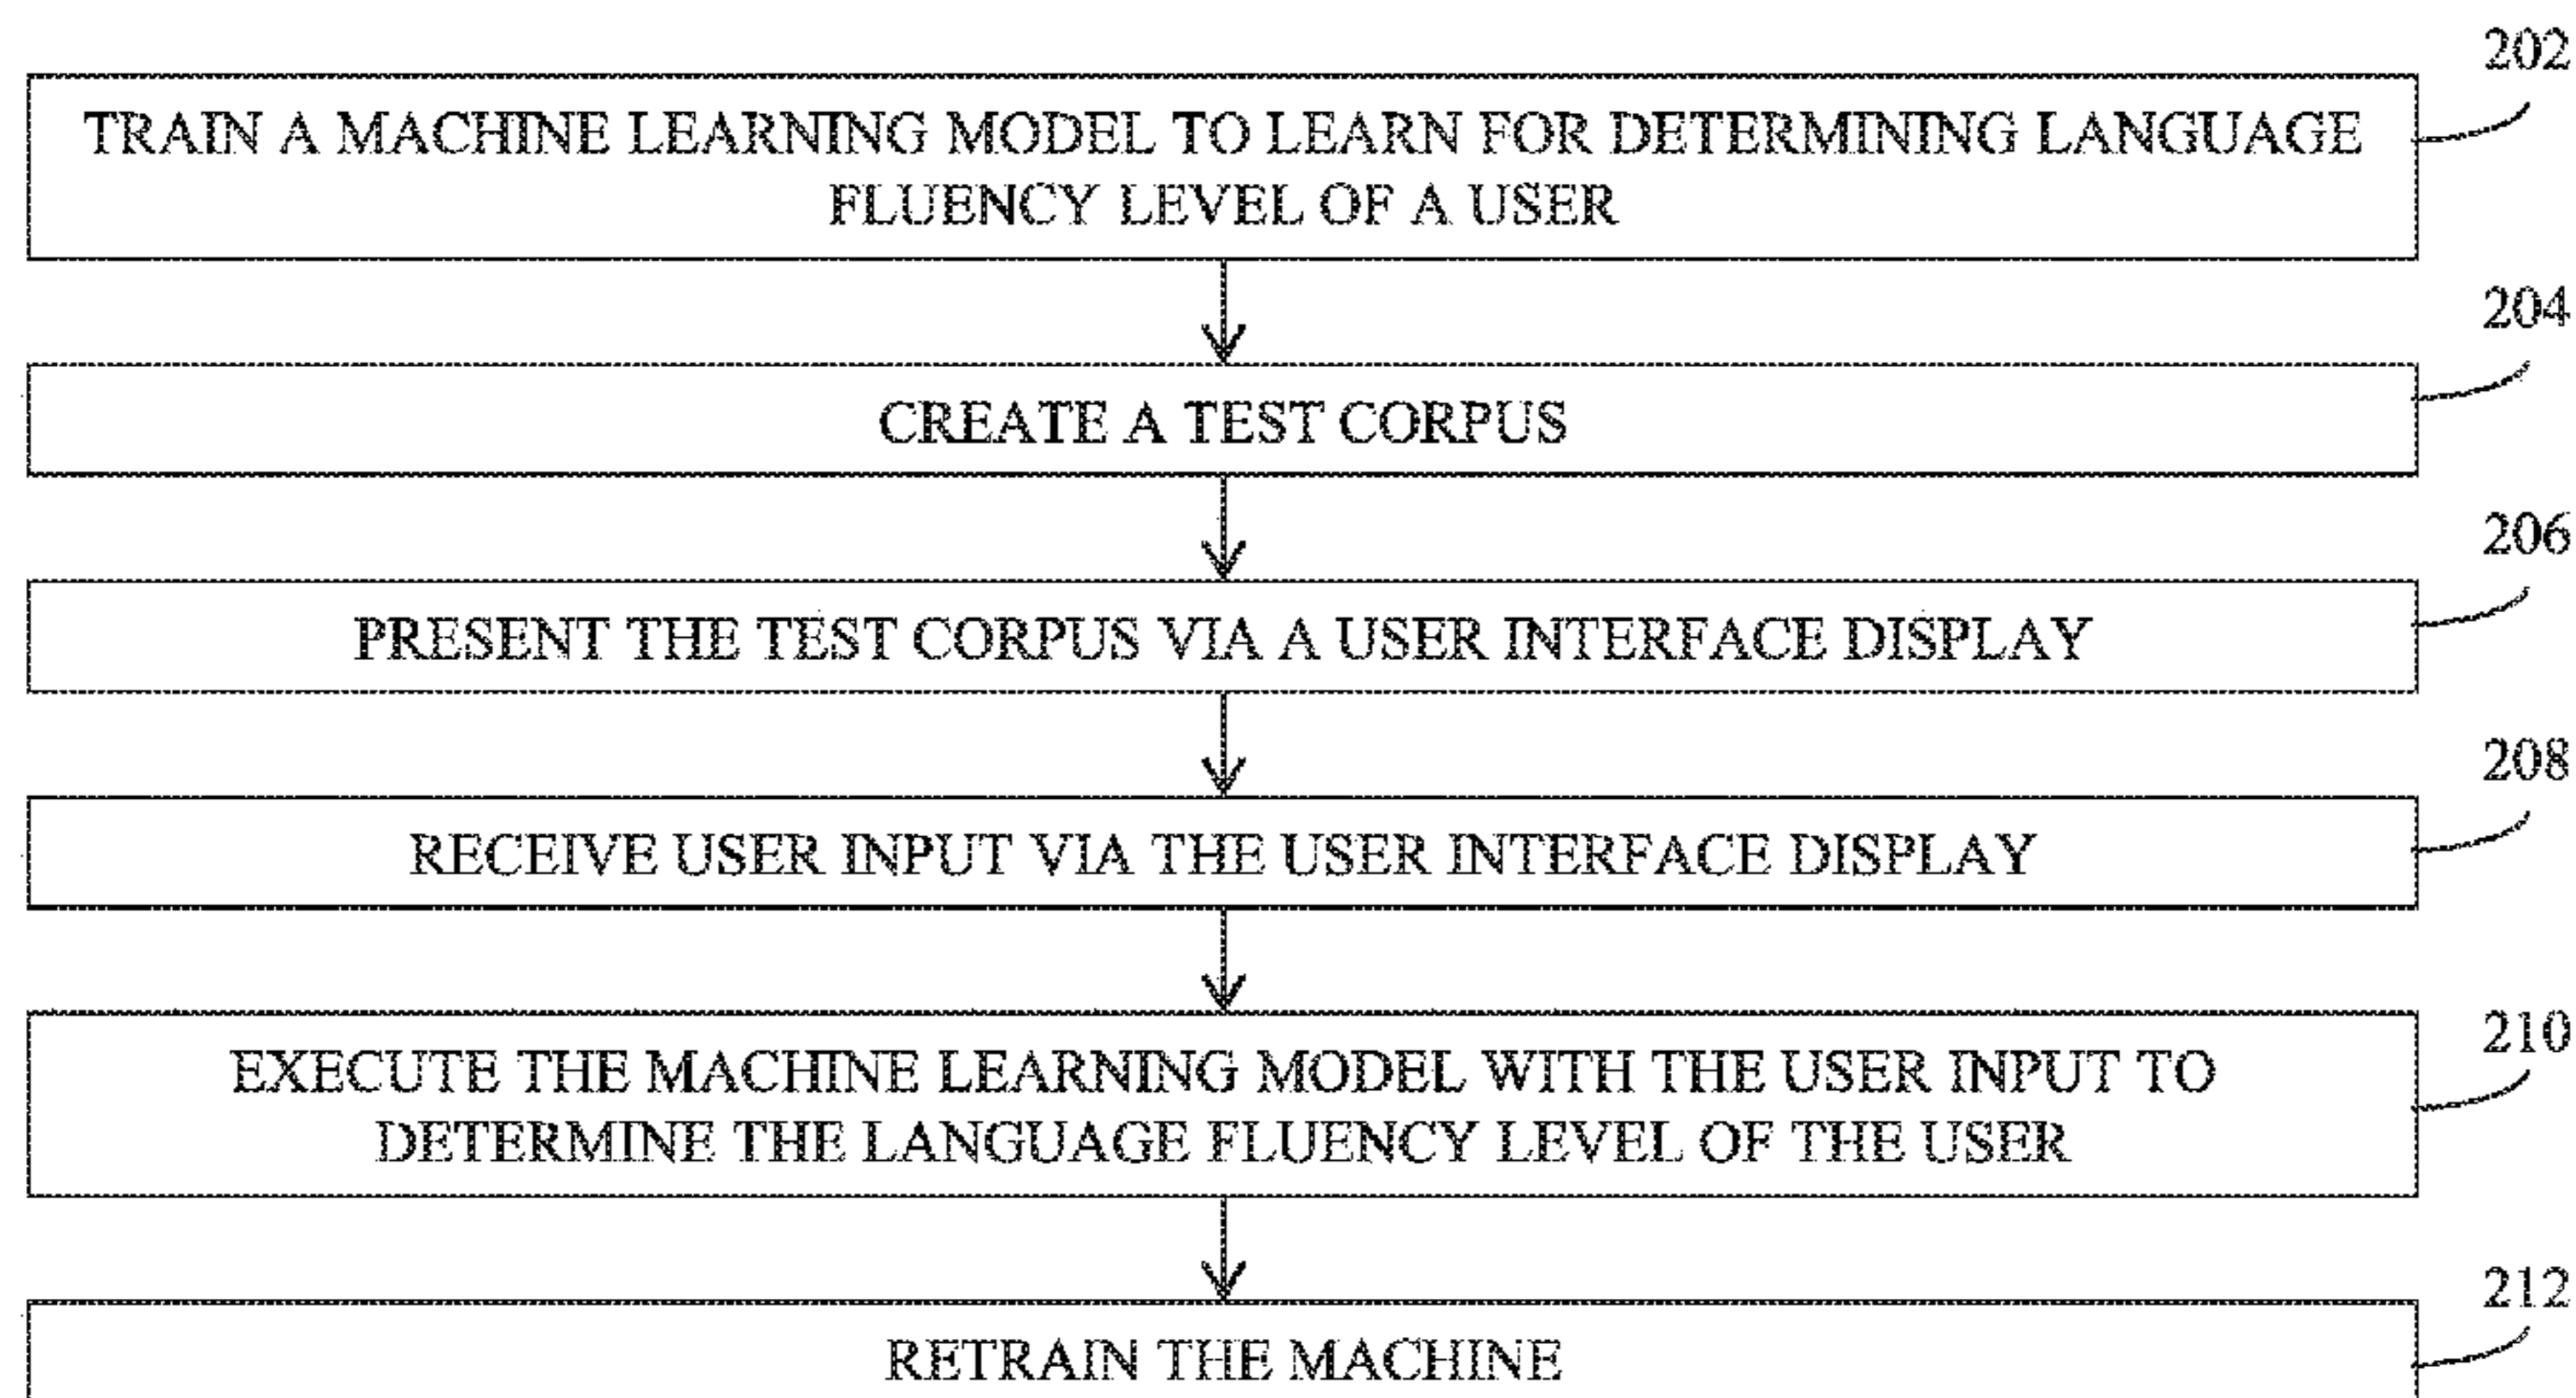 202
TRAIN A MACHINE LEARNING MODEL TO LEARN FOR DETERMINING LANGUAGE
FLUENCY LEVEL OF A USER
204
CREATE A TEST CORPUS
206
PRESENT THE TEST CORPUS VIA A USER INTERFACE DISPLAY
208
RECEIVE USER INPUT VIA THE USER INTERFACE DISPLAY
210
EXECUTE THE MACHINE LEARNING MODEL WITH THE USER INPUT TO
DETERMINE THE LANGUAGE FLUENCY LEVEL OF THE USER
212
RETRAIN THE MACHINE